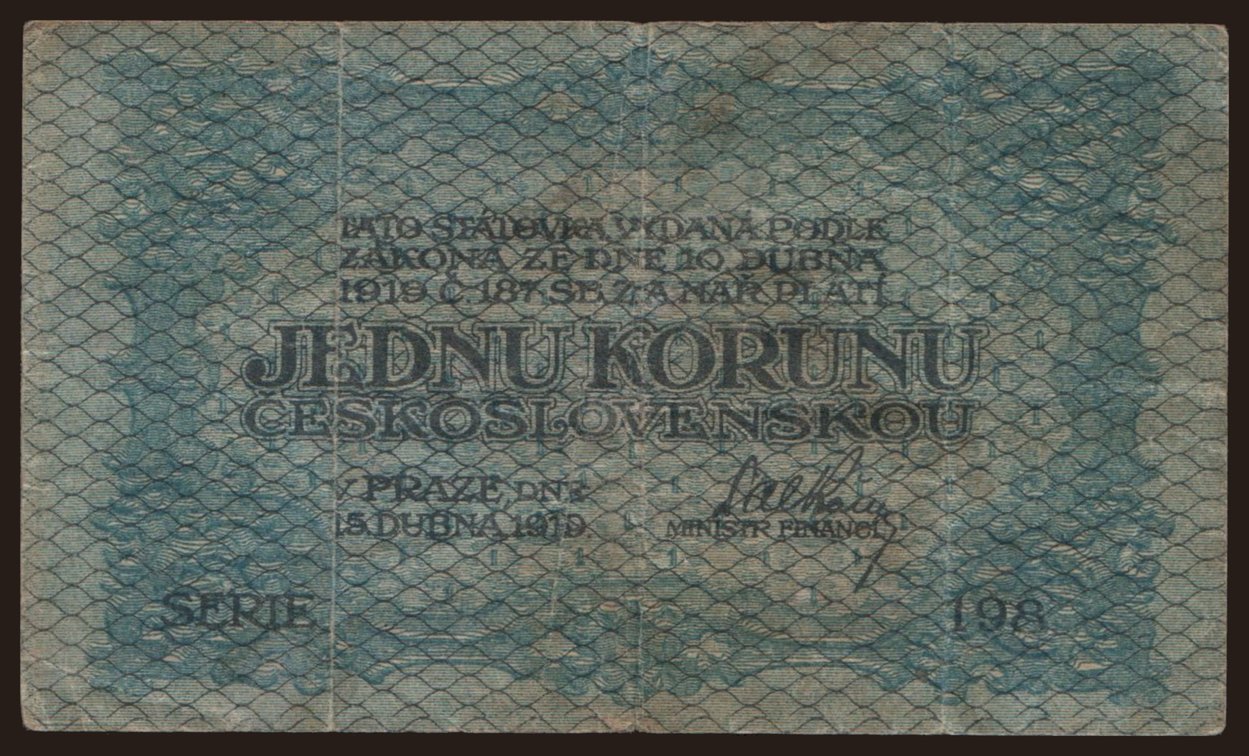 TATO STÁTOVKA VYDANÁ PODLE
ZÁKONA ZE DNE 10 DUBNA
1919 Č. 187 SB. Z. A NAŘ. PLATÍ
JEDNU KORUNU
ČESKOSLOVENSKOU
V PRAZE, DNE
15. DUBNA 1919.
MINISTR FINANCÍ
SERIE 198